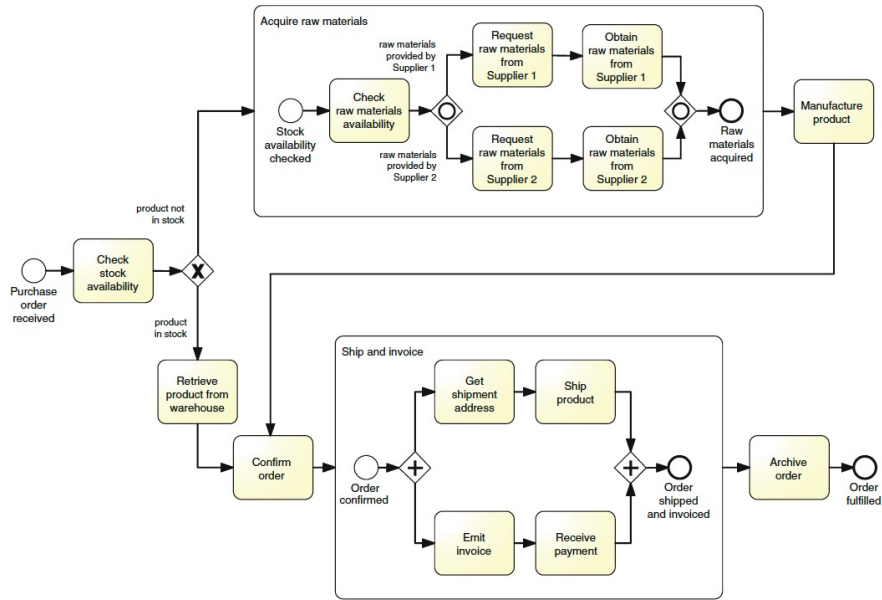 Acquire raw materials
raw materials
provided by
Supplier 1
Request
raw materials
from
Supplier 1
Obtain
raw materials
from
Supplier 1
Check
raw materials
availability
Stock
availability
checked
raw materials
provided by
Supplier 2
Request
raw materials
from
Supplier 2
Obtain
raw materials
from
Supplier 2
Raw
materials
acquired
Manufacture
product
product not
in stock
Purchase
order
received
Check
stock
availability
X
product
in stock
Retrieve
product from
warehouse
Confirm
order
Ship and invoice
Order
confirmed
Get
shipment
address
Ship
product
Emit
invoice
Receive
payment
Order
shipped
and invoiced
Archive
order
Order
fulfilled